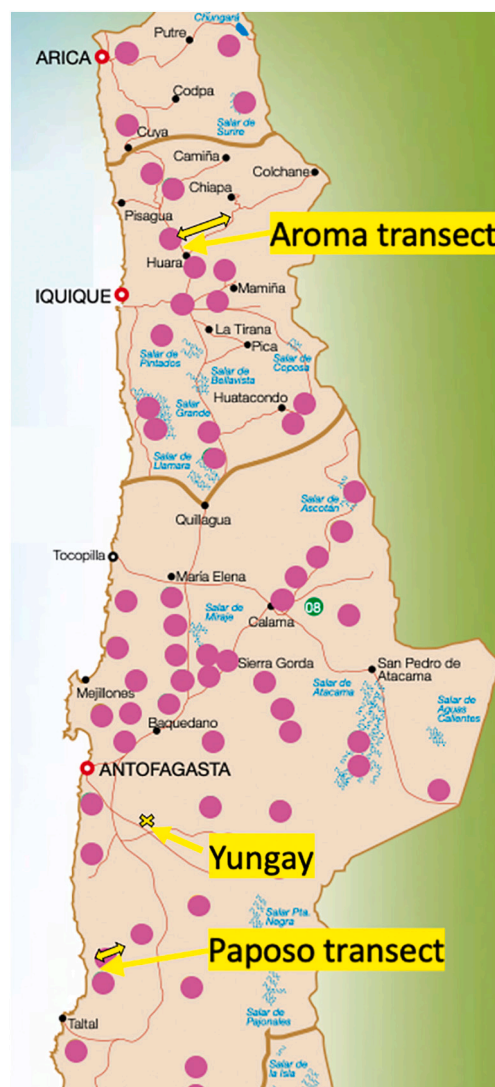 Chungará
Putre
ARICA
Codpa
Salar de
Surire
Cuya
Camiña
Colchane
Chiapa
Pisagua
Aroma transect
Huara
IQUIQUE
Mamiña
La Tirana
Pica
Salar de
Pintados
Salar de
Coposa
Salar de
Bellavista
Salar
Grande
Huatacondo
Salar de
Llamara
Salar de
Ascotán
Quillagua
Tocopilla
María Elena
Salar de
Miraje
08
Calama
Sierra Gorda
San Pedro de
Atacama
Mejillones
Salar de
Atacama
Salar de
Aguas
Calientes
Baquedano
ANTOFAGASTA
Yungay
Salar Pta.
Negra
Paposo transect
Salar de
Pajonales
Taltal
Salar de
la Isla